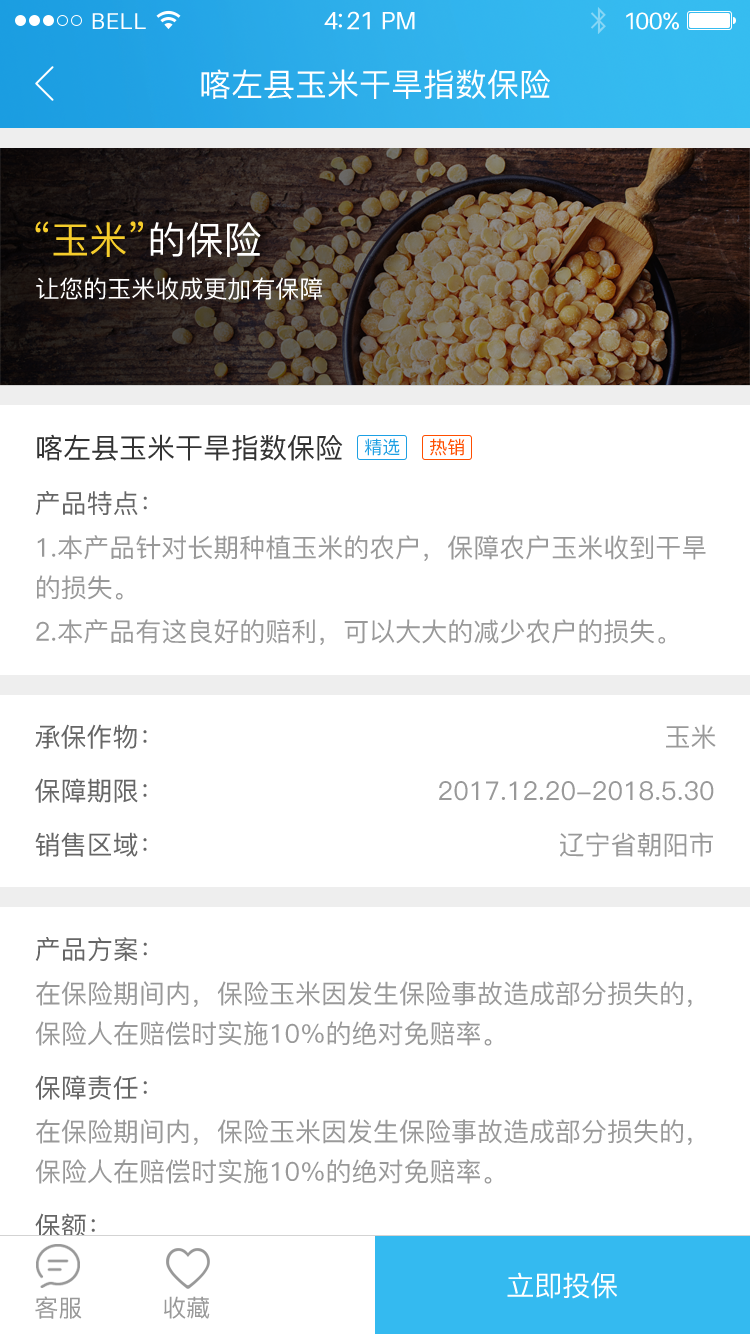 BELL 4:21 PM 100%
喀左县玉米干旱指数保险
“玉米”的保险
让您的玉米收成更加有保障
喀左县玉米干旱指数保险 精选 热销
产品特点：
1.本产品针对长期种植玉米的农户，保障农户玉米收到干旱
的损失。
2.本产品有这良好的赔利，可以大大的减少农户的损失。
承保作物： 玉米
保障期限： 2017.12.20-2018.5.30
销售区域： 辽宁省朝阳市
产品方案：
在保险期间内，保险玉米因发生保险事故造成部分损失的，
保险人在赔偿时实施10%的绝对免赔率。
保障责任：
在保险期间内，保险玉米因发生保险事故造成部分损失的，
保险人在赔偿时实施10%的绝对免赔率。
保额：
客服 收藏 立即投保